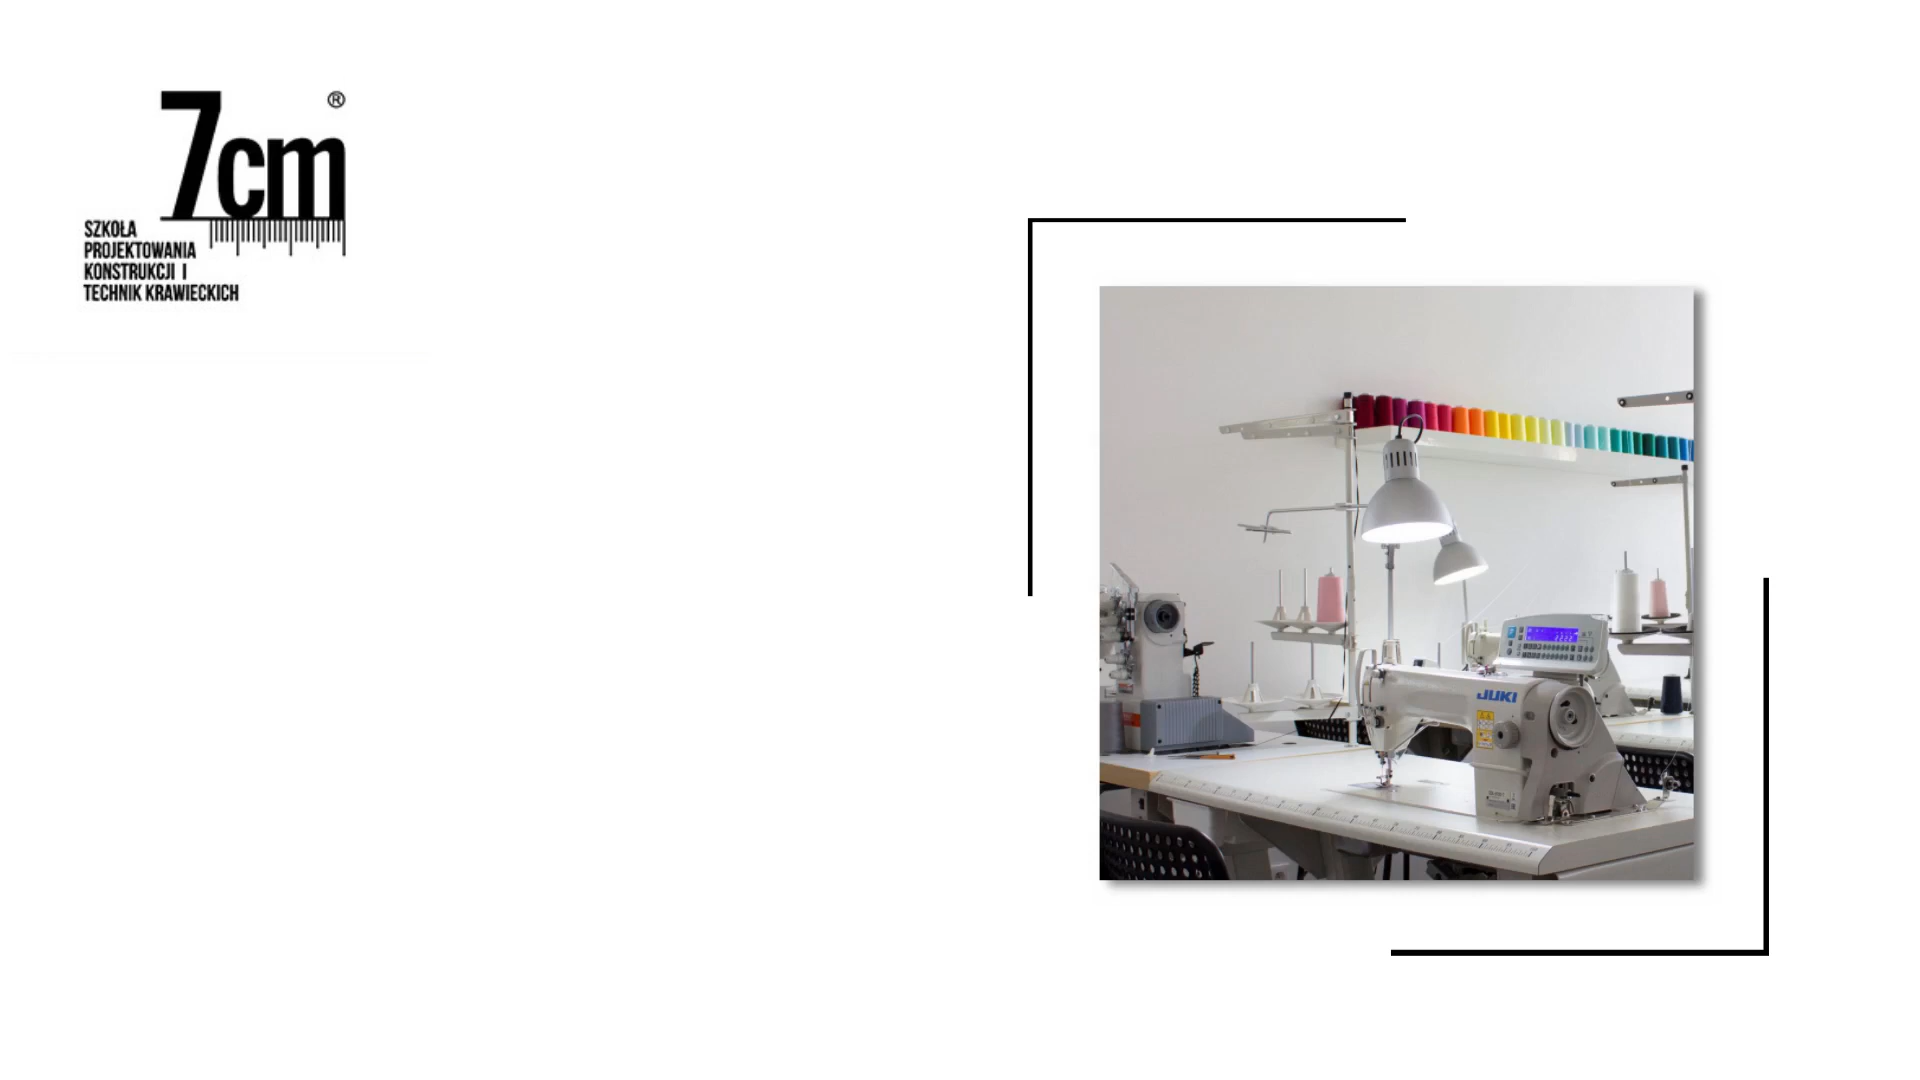 7cm®
SZKOŁA
PROJEKTOWANIA
KONSTRUKCJI I
TECHNIK KRAWIECKICH
JUKI